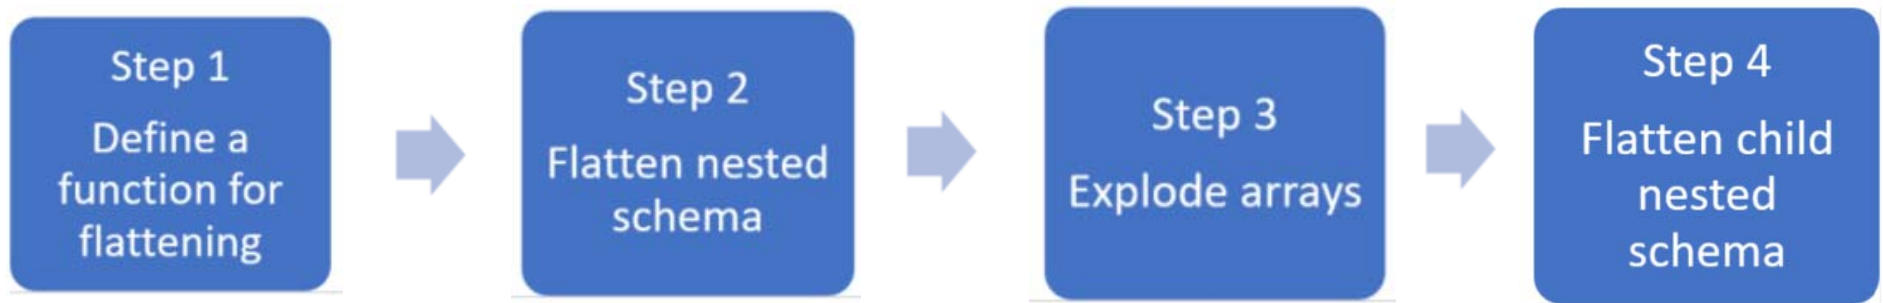 Step 1
Define a
function for
flattening
Step 2
Flatten nested
schema
Step 3
Explode arrays
Step 4
Flatten child
nested
schema